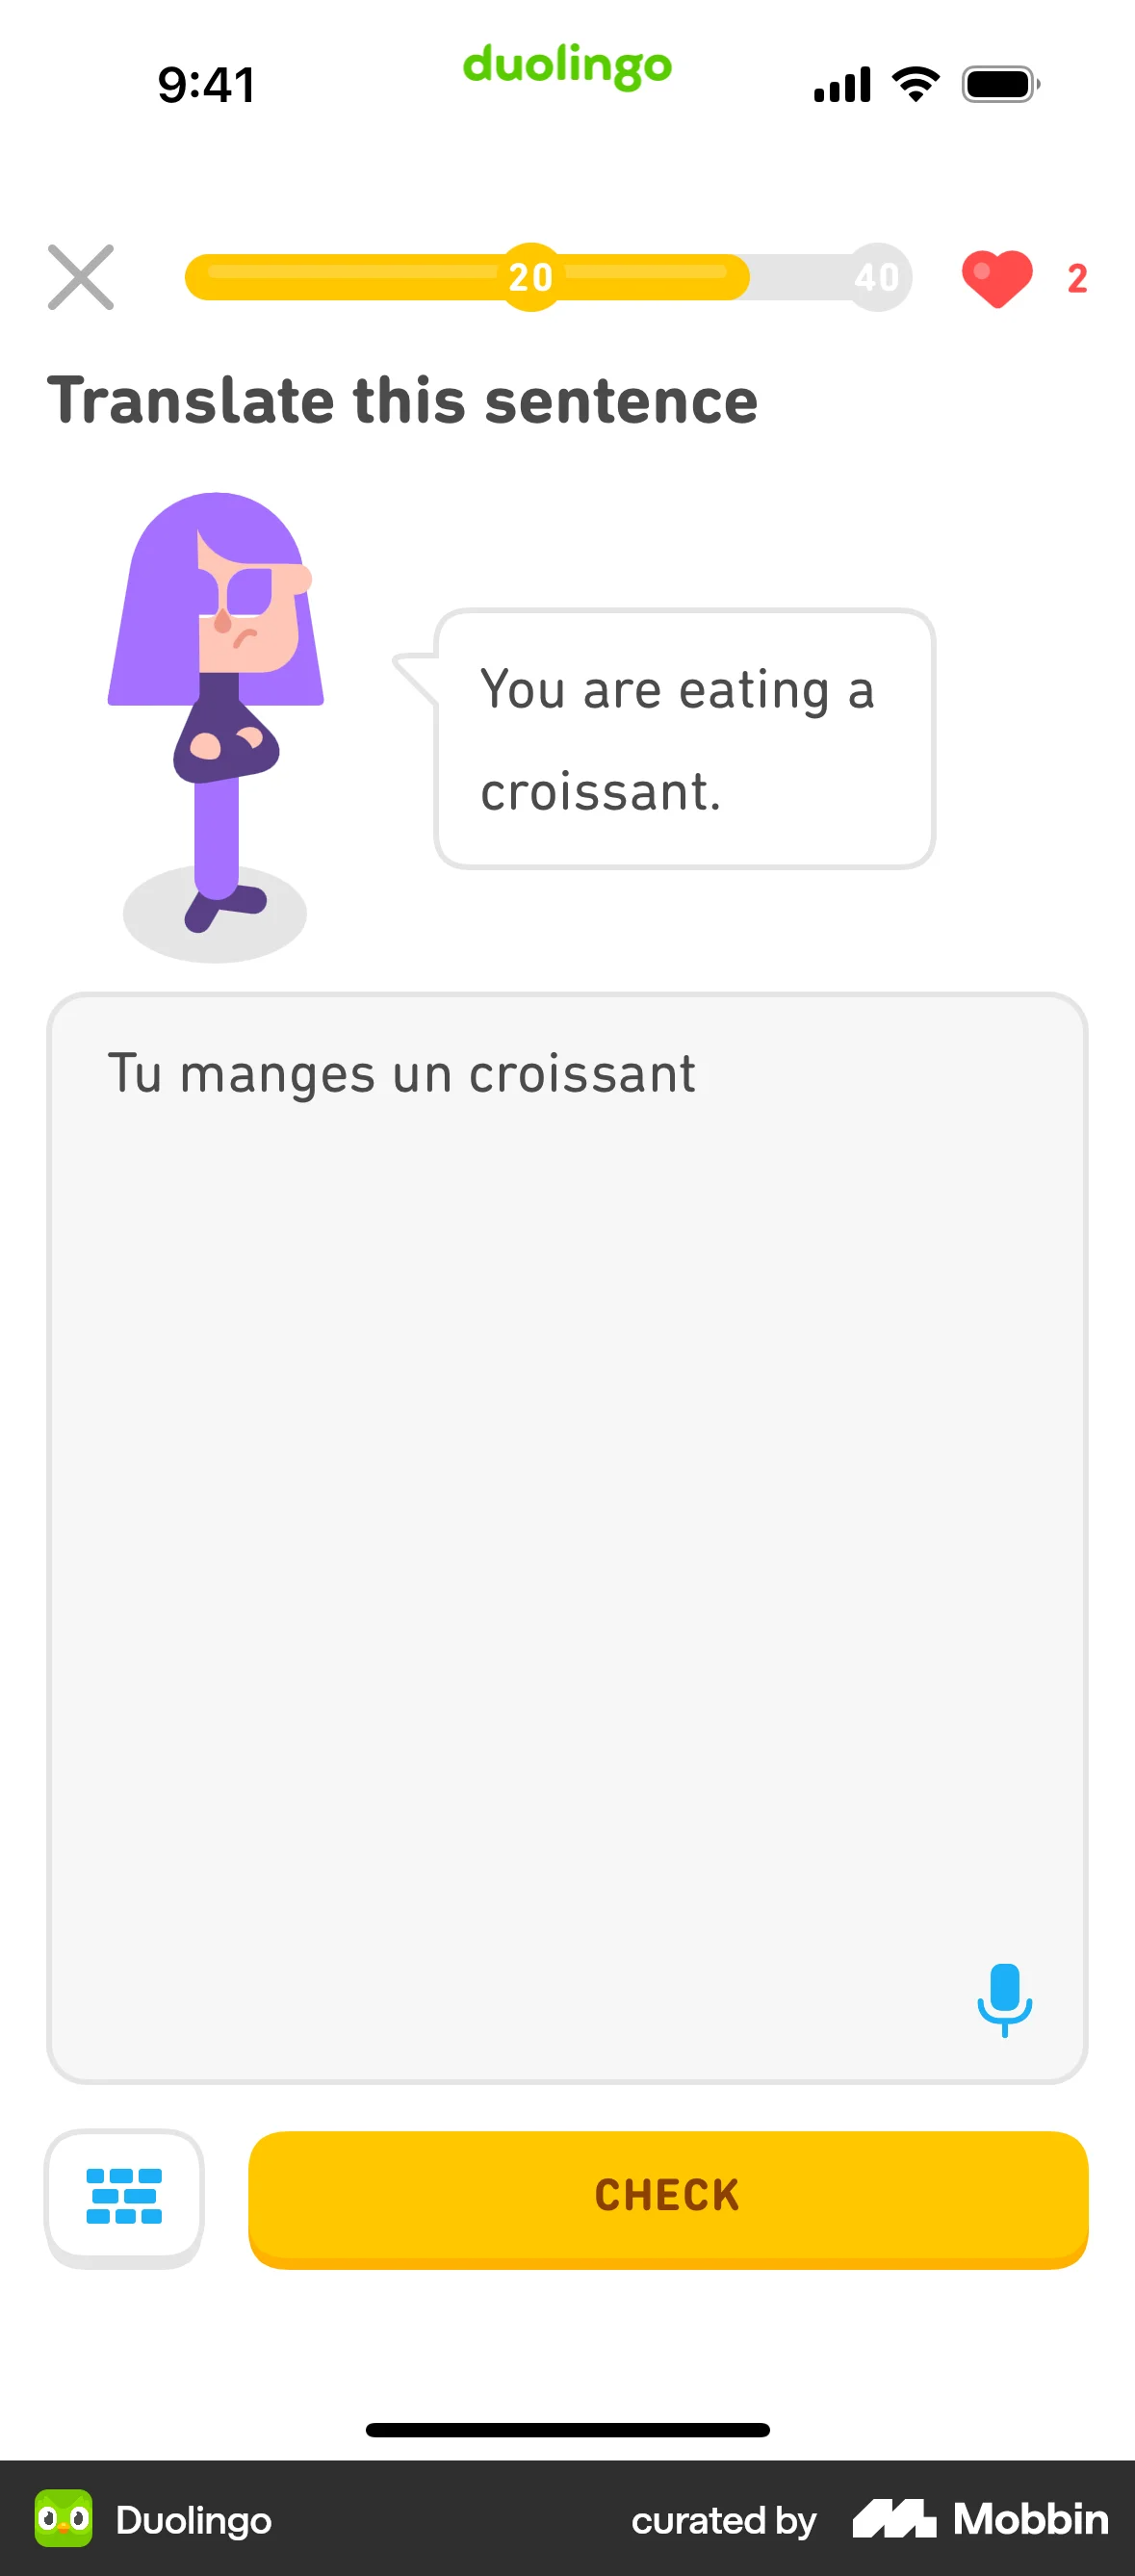 9:41
duolingo
20
40
2
Translate this sentence
You are eating a
croissant.
Tu manges un croissant
CHECK
Duolingo
curated by
Mobbin